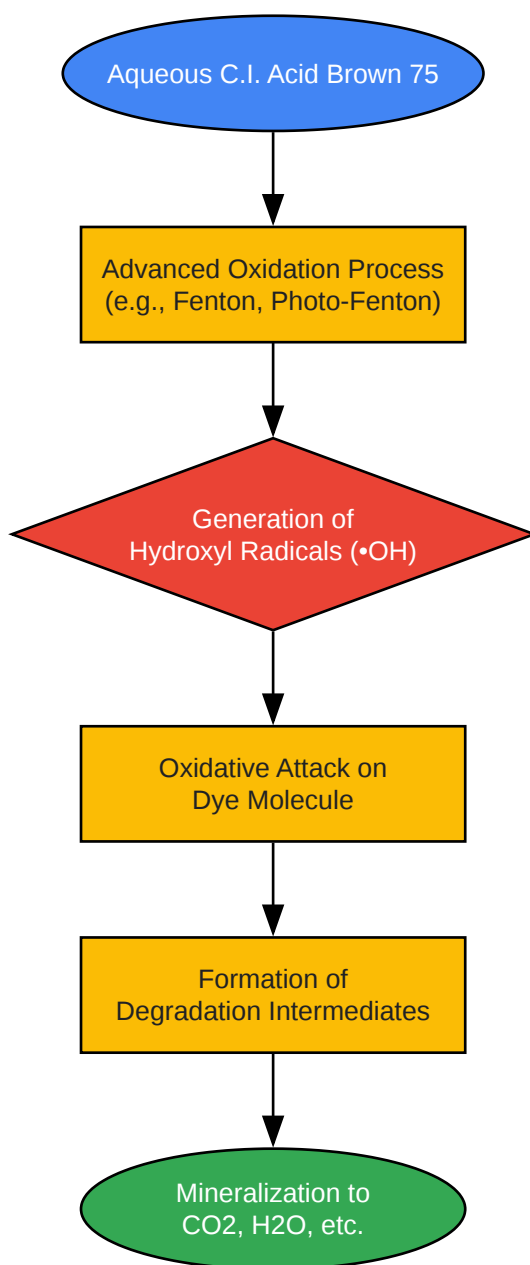 Aqueous C.I. Acid Brown 75
Advanced Oxidation Process
(e.g., Fenton, Photo-Fenton)
Generation of
Hydroxyl Radicals (•OH)
Oxidative Attack on
Dye Molecule
Formation of
Degradation Intermediates
Mineralization to
CO2, H2O, etc.